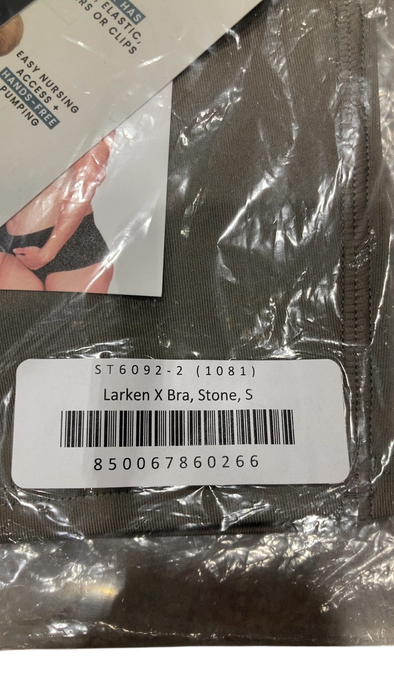 HAS
ELASTIC,
RS OR CLIPS
EASY NURSING
ACCESS +
HANDS-FREE
PUMPING
ST6092-2 (1081)
Larken X Bra, Stone, S
850067860266